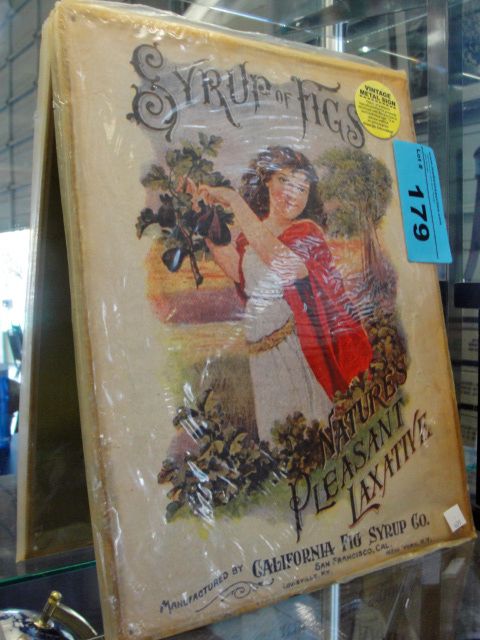 SYRUP OF FIGS
VINTAGE
METAL SIGN
Lot #
179
NATURE'S
PLEASANT
LAXATIVE
MANUFACTURED BY CALIFORNIA FIG SYRUP CO.
SAN FRANCISCO, CAL.
LOUISVILLE, KY. NEW YORK, N.Y.